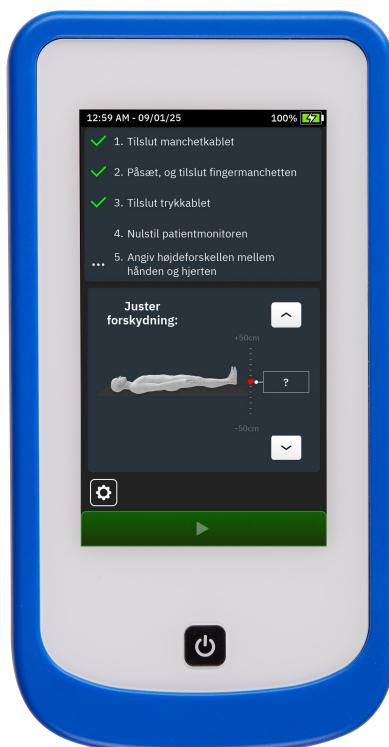 12:59 AM - 09/01/25 100%
1. Tilslut manchetkablet
2. Påsæt, og tilslut fingermanchetten
3. Tilslut trykkablet
4. Nulstil patientmonitoren
... 5. Angiv højdeforskellen mellem
hånden og hjerten
Juster
forskydning:
+50cm
?
-50cm